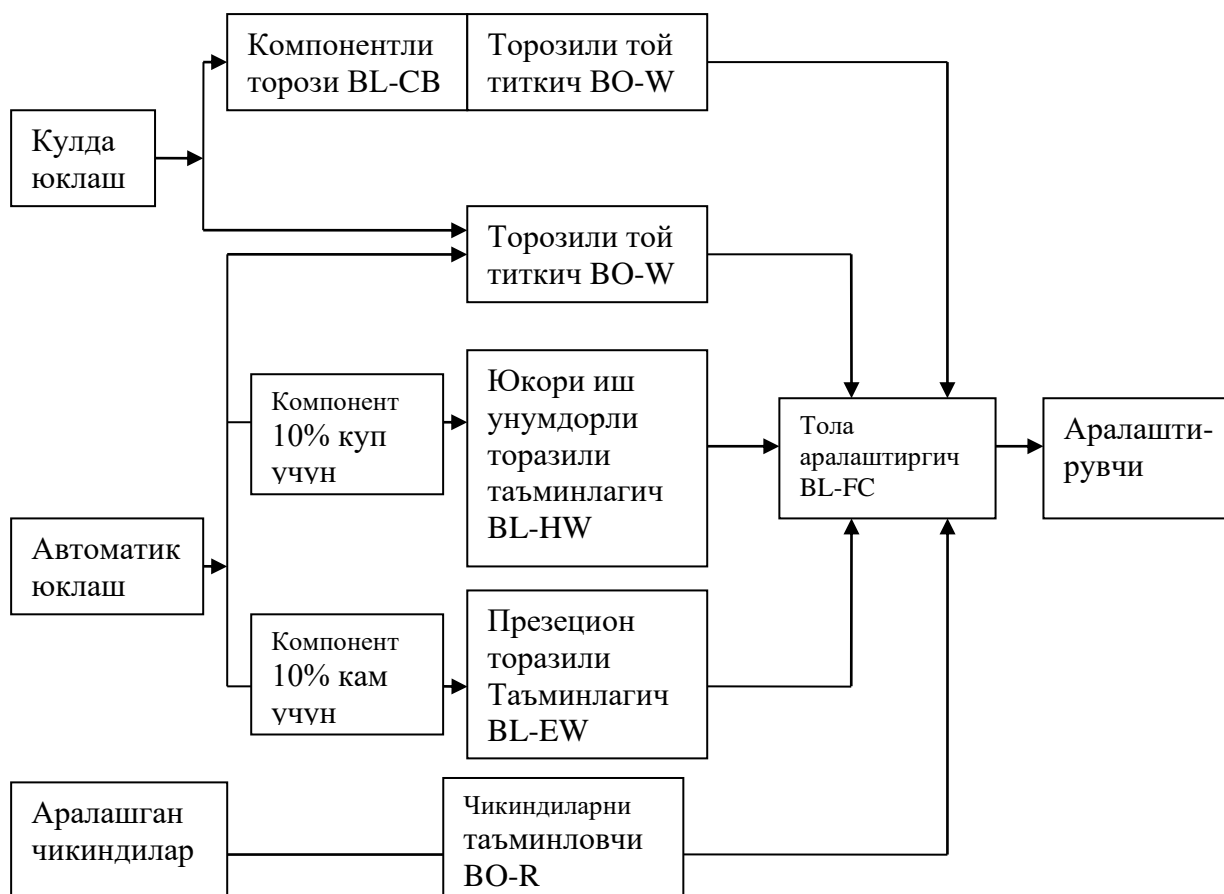 Компонентли
торози BL-CB
Торозили той
титкич BO-W
Кулда
юклаш
Торозили той
титкич BO-W
Компонент
10% куп
учун
Юкори иш
унумдорли
торазили
таъминлагич
BL-HW
Тола
аралаштиргич
BL-FC
Аралашти-
рувчи
Автоматик
юклаш
Компонент
10% кам
учун
Презецион
торазили
Таъминлагич
BL-EW
Аралашган
чикиндилар
Чикиндиларни
таъминловчи
BO-R